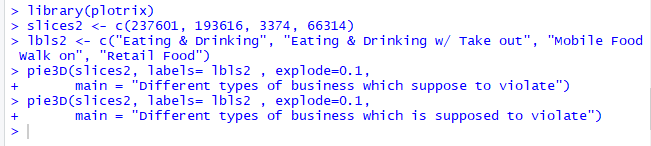 > library(plotrix)
> slices2 <- c(237601, 193616, 3374, 66314)
> lbls2 <- c("Eating & Drinking", "Eating & Drinking w/ Take out", "Mobile Food
 Walk on", "Retail Food")
> pie3D(slices2, labels= lbls2 , explode=0.1,
+       main = "Different types of business which suppose to violate")
> pie3D(slices2, labels= lbls2 , explode=0.1,
+       main = "Different types of business which is supposed to violate")
>